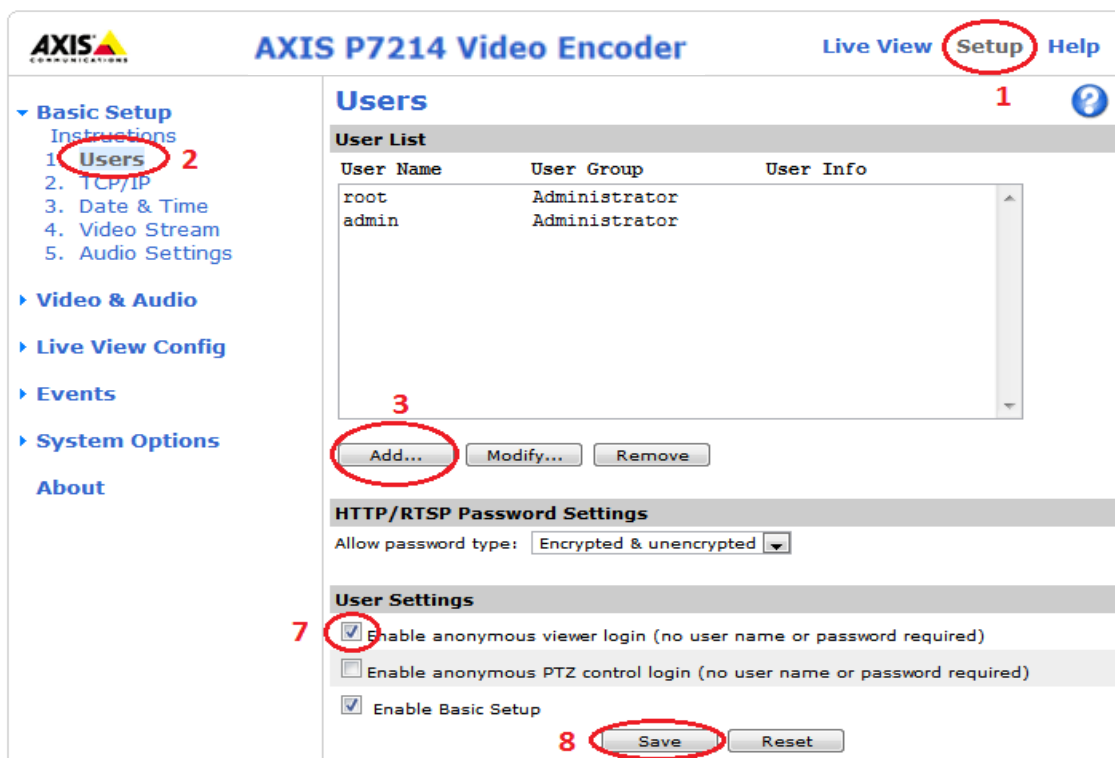 AXIS
COMMUNICATIONS
AXIS P7214 Video Encoder
Live View Setup Help
1
Basic Setup
Instructions
1 Users 2
2. TCP/IP
3. Date & Time
4. Video Stream
5. Audio Settings
Video & Audio
Live View Config
Events
System Options
About
Users
?
User List
User Name User Group User Info
root Administrator
admin Administrator
3
Add... Modify... Remove
HTTP/RTSP Password Settings
Allow password type: Encrypted & unencrypted
User Settings
7 Enable anonymous viewer login (no user name or password required)
Enable anonymous PTZ control login (no user name or password required)
Enable Basic Setup
8 Save Reset